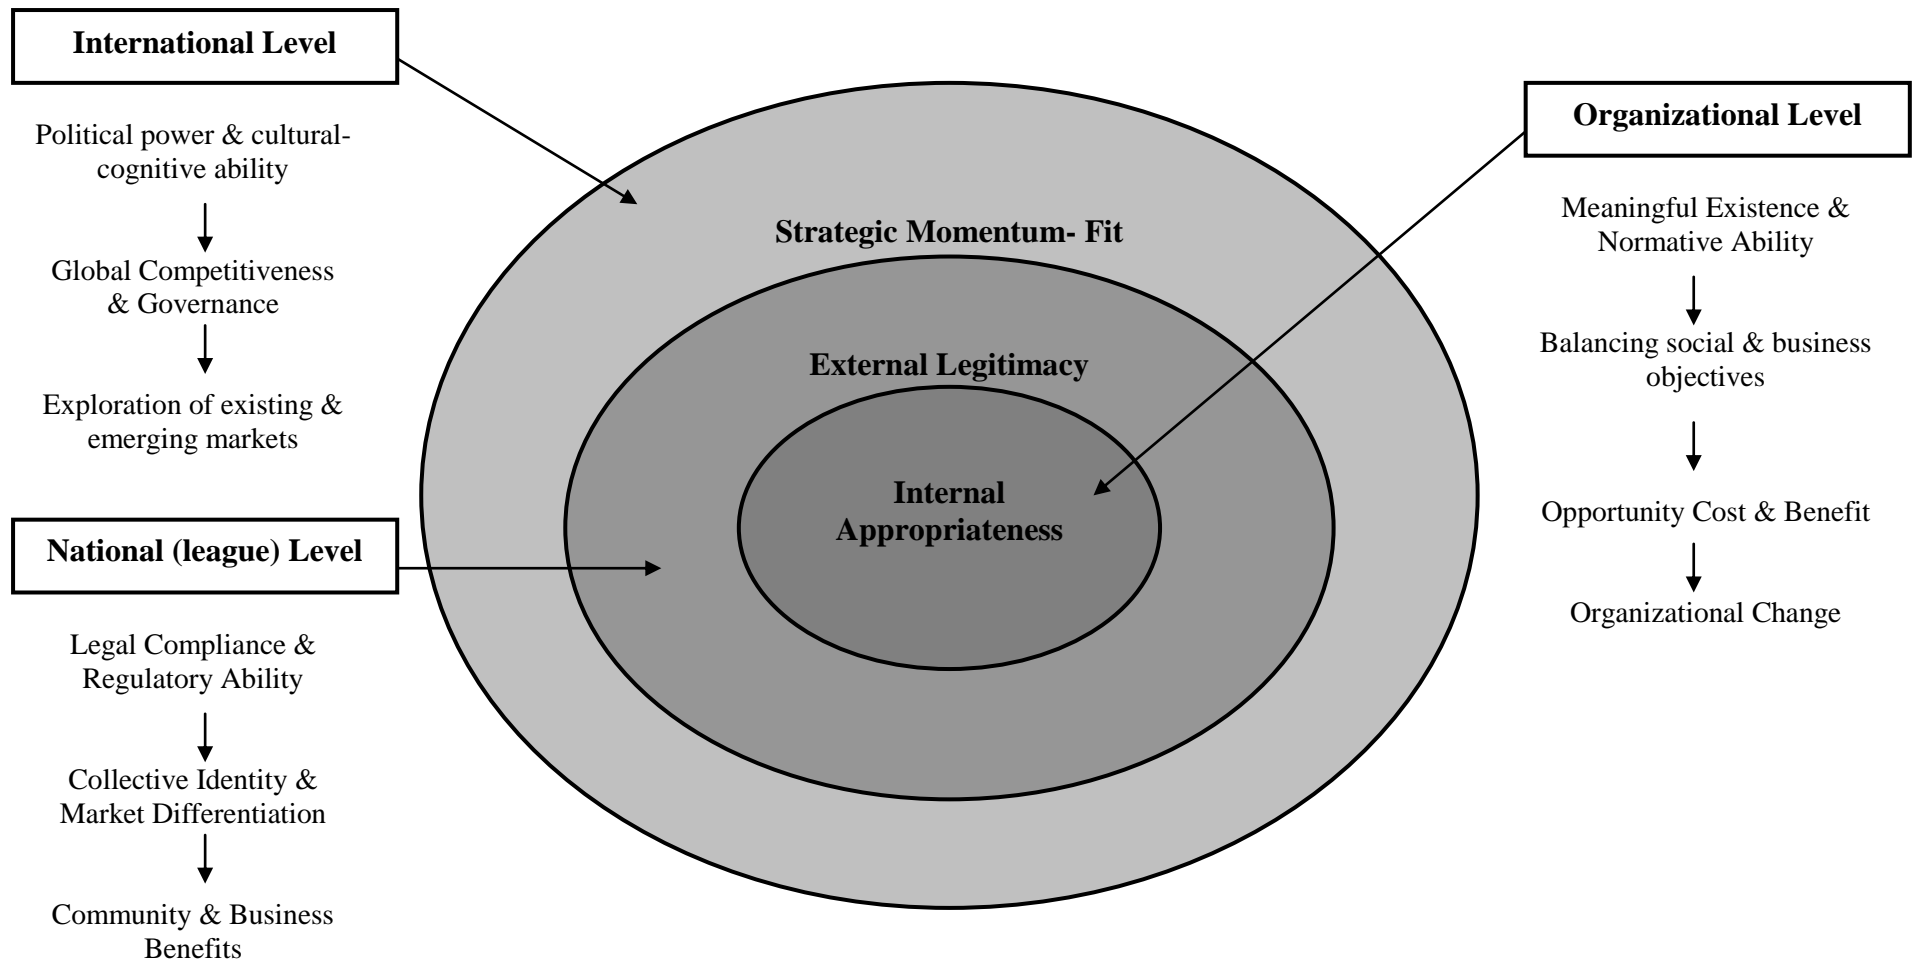 International Level
Political power & cultural-
cognitive ability
Global Competitiveness
& Governance
Exploration of existing &
emerging markets
National (league) Level
Legal Compliance &
Regulatory Ability
Collective Identity &
Market Differentiation
Community & Business
Benefits
Strategic Momentum- Fit
External Legitimacy
Internal
Appropriateness
Organizational Level
Meaningful Existence &
Normative Ability
Balancing social & business
objectives
Opportunity Cost & Benefit
Organizational Change